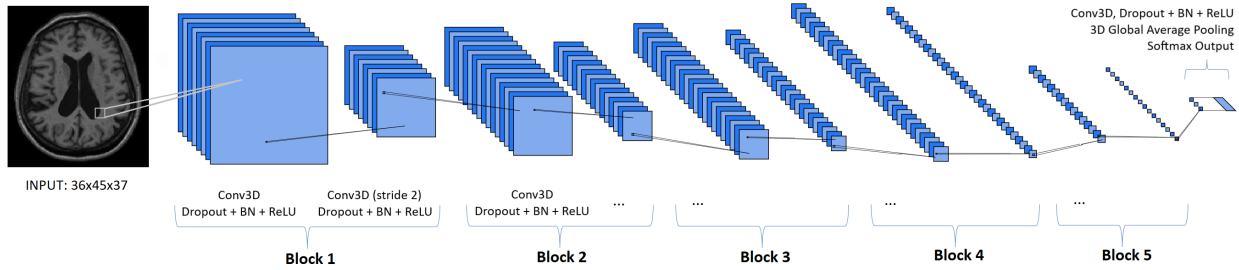 Conv3D, Dropout + BN + ReLU
3D Global Average Pooling
Softmax Output
INPUT: 36x45x37
Conv3D
Dropout + BN + ReLU
Conv3D (stride 2)
Dropout + BN + ReLU
Conv3D
Dropout + BN + ReLU
...
...
...
...
Block 1
Block 2
Block 3
Block 4
Block 5